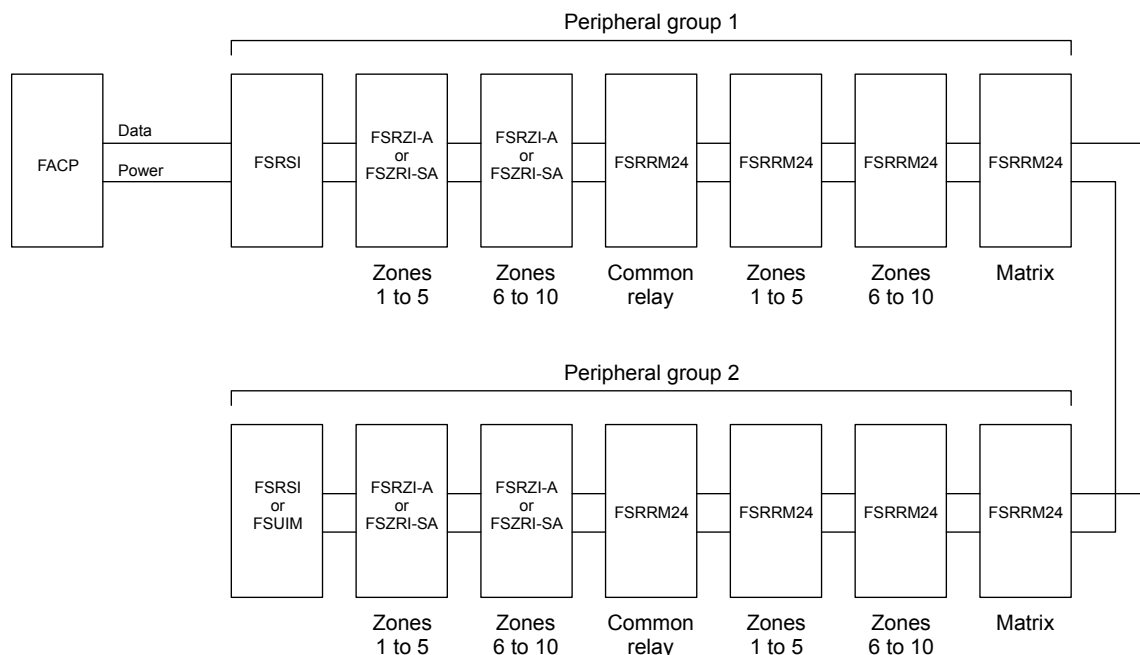 Peripheral group 1
FACP
Data
Power
FSRSI
FSRZI-A
or
FSZRI-SA
FSRZI-A
or
FSZRI-SA
FSRRM24
FSRRM24
FSRRM24
FSRRM24
Zones
1 to 5
Zones
6 to 10
Common
relay
Zones
1 to 5
Zones
6 to 10
Matrix
Peripheral group 2
FSRSI
or
FSUIM
FSRZI-A
or
FSZRI-SA
FSRZI-A
or
FSZRI-SA
FSRRM24
FSRRM24
FSRRM24
FSRRM24
Zones
1 to 5
Zones
6 to 10
Common
relay
Zones
1 to 5
Zones
6 to 10
Matrix